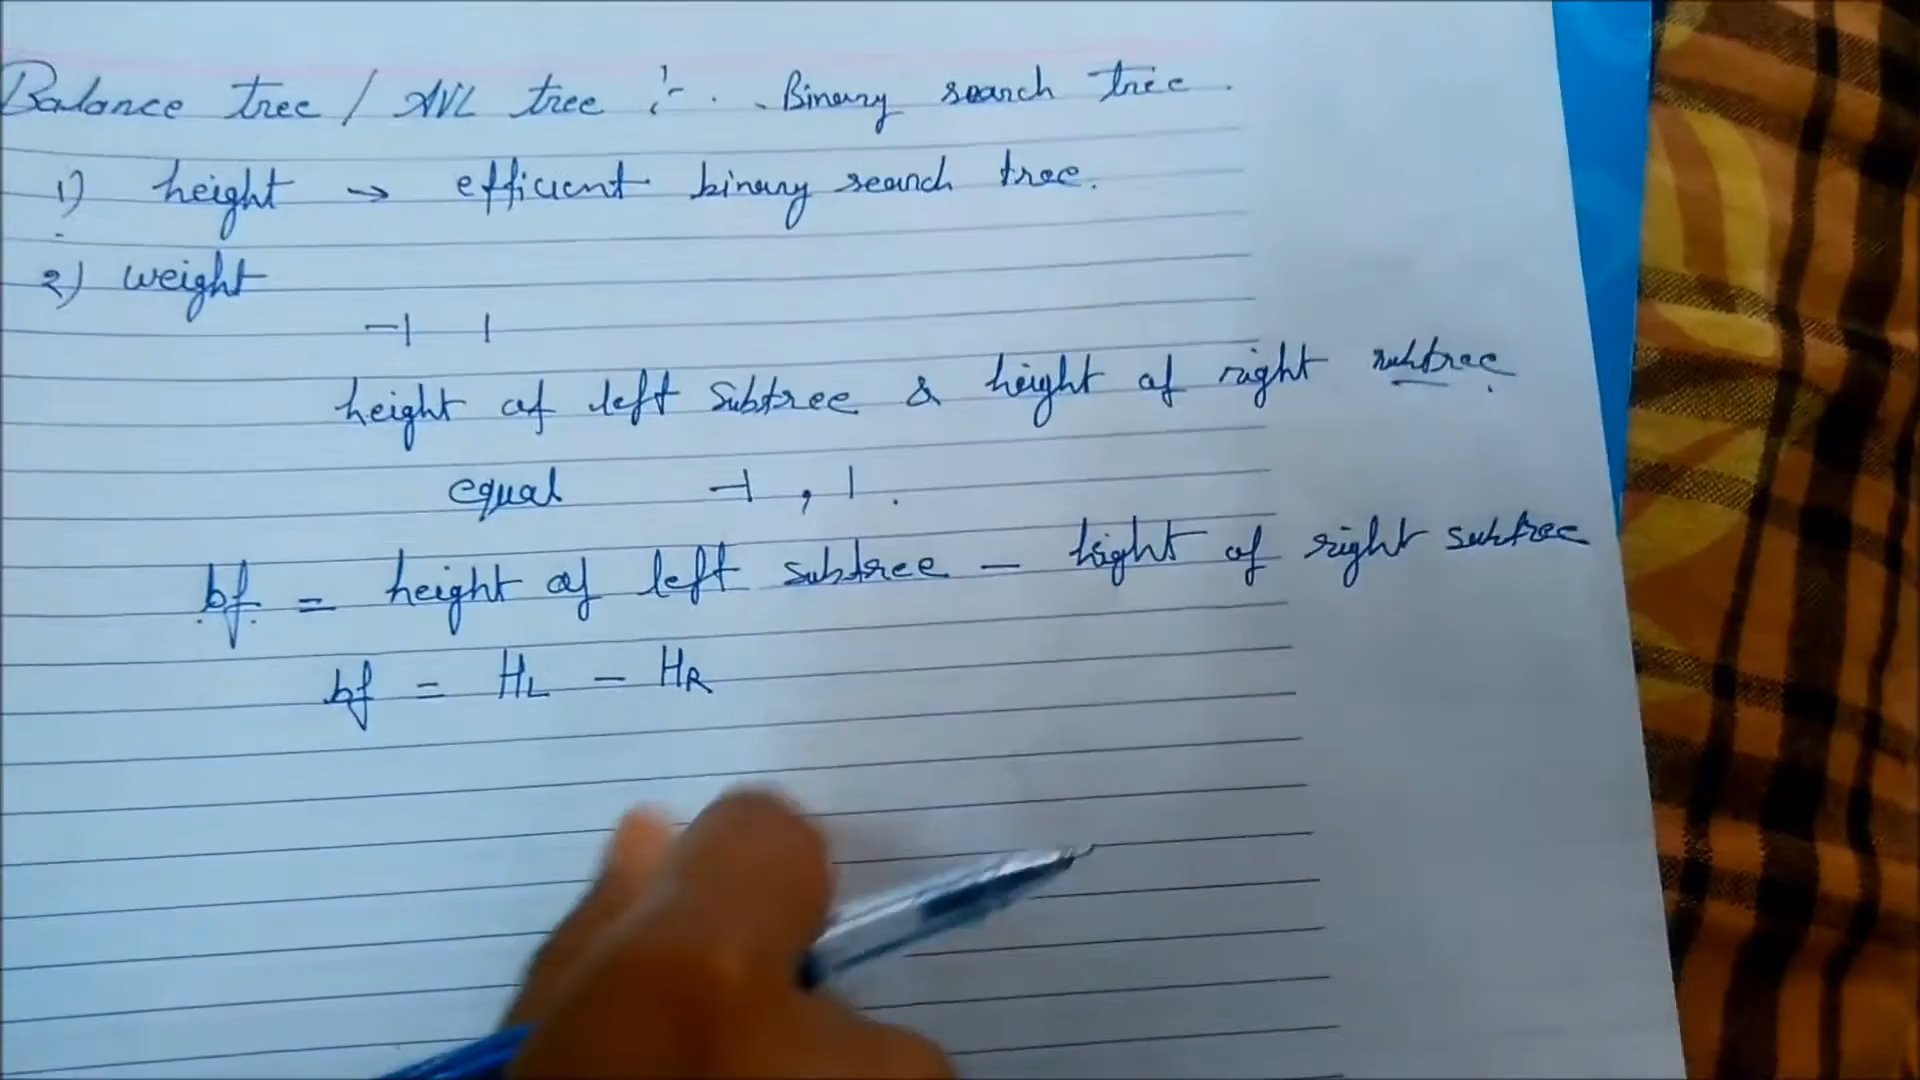 Balance tree / AVL tree :- . Binary search tree.
1) height → efficient binary search tree.
2) weight
-1 1
height of left subtree & height of right subtree.
equal -1 , 1 .
bf = height of left subtree - hight of right subtree
bf = HL - HR